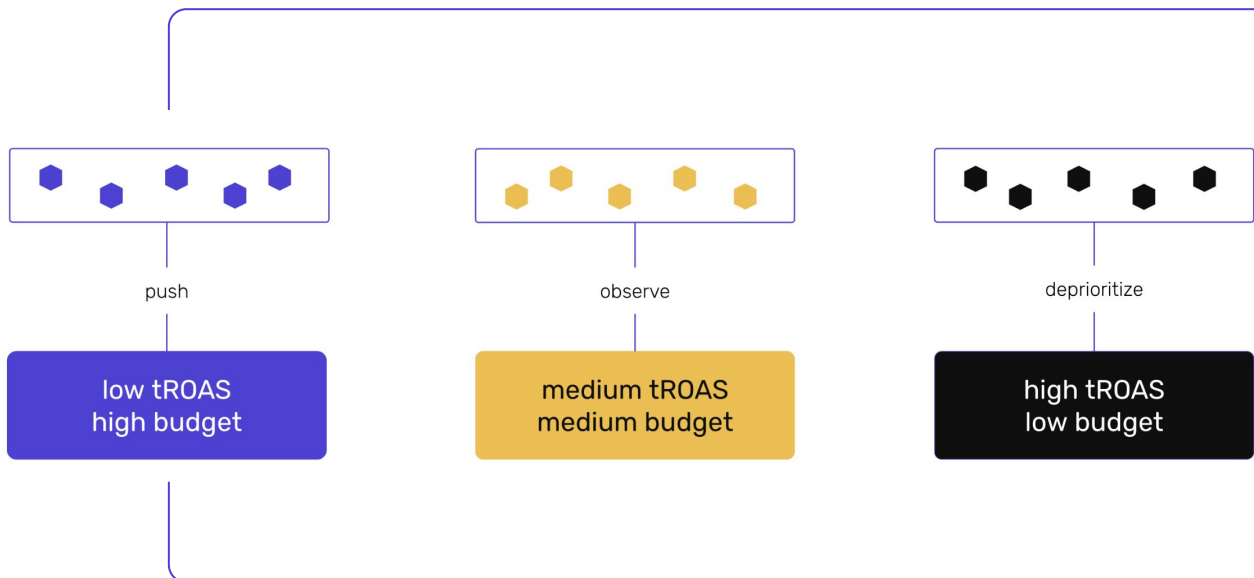 push
observe
deprioritize
low tROAS
high budget
medium tROAS
medium budget
high tROAS
low budget